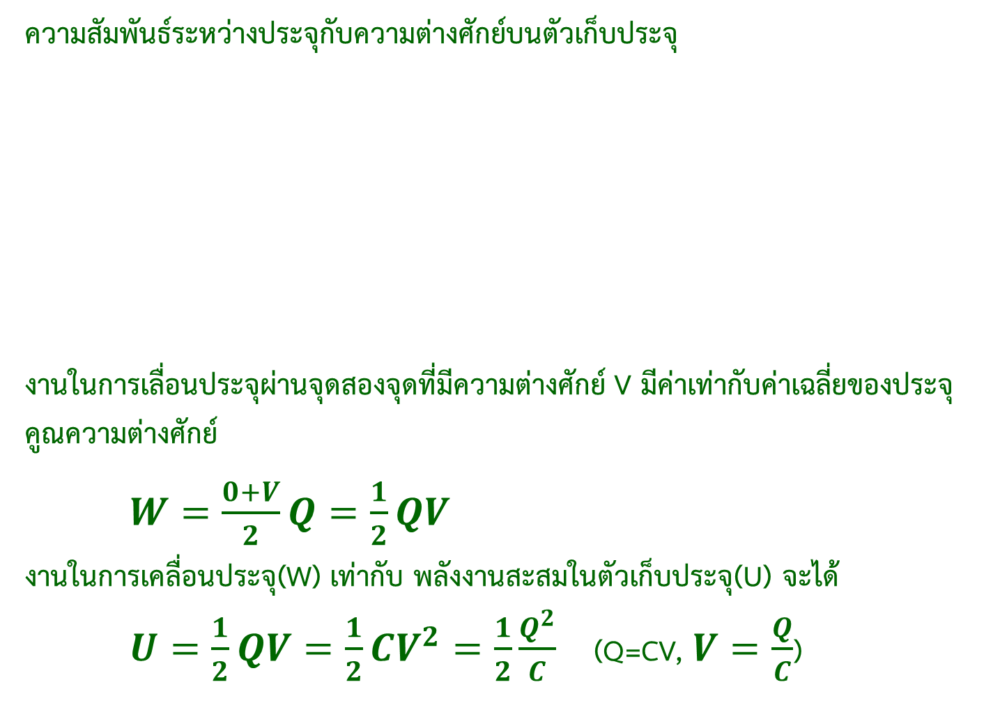 ความสัมพันธ์ระหว่างประจุกับความต่างศักย์บนตัวเก็บประจุ
งานในการเลื่อนประจุผ่านจุดสองจุดที่มีความต่างศักย์ V มีค่าเท่ากับค่าเฉลี่ยของประจุ
คูณความต่างศักย์
W = \frac{0+V}{2} Q = \frac{1}{2} QV
งานในการเคลื่อนประจุ(W) เท่ากับ พลังงานสะสมในตัวเก็บประจุ(U) จะได้
U = \frac{1}{2} QV = \frac{1}{2} CV^2 = \frac{1}{2} \frac{Q^2}{C} (Q=CV, V = \frac{Q}{C})